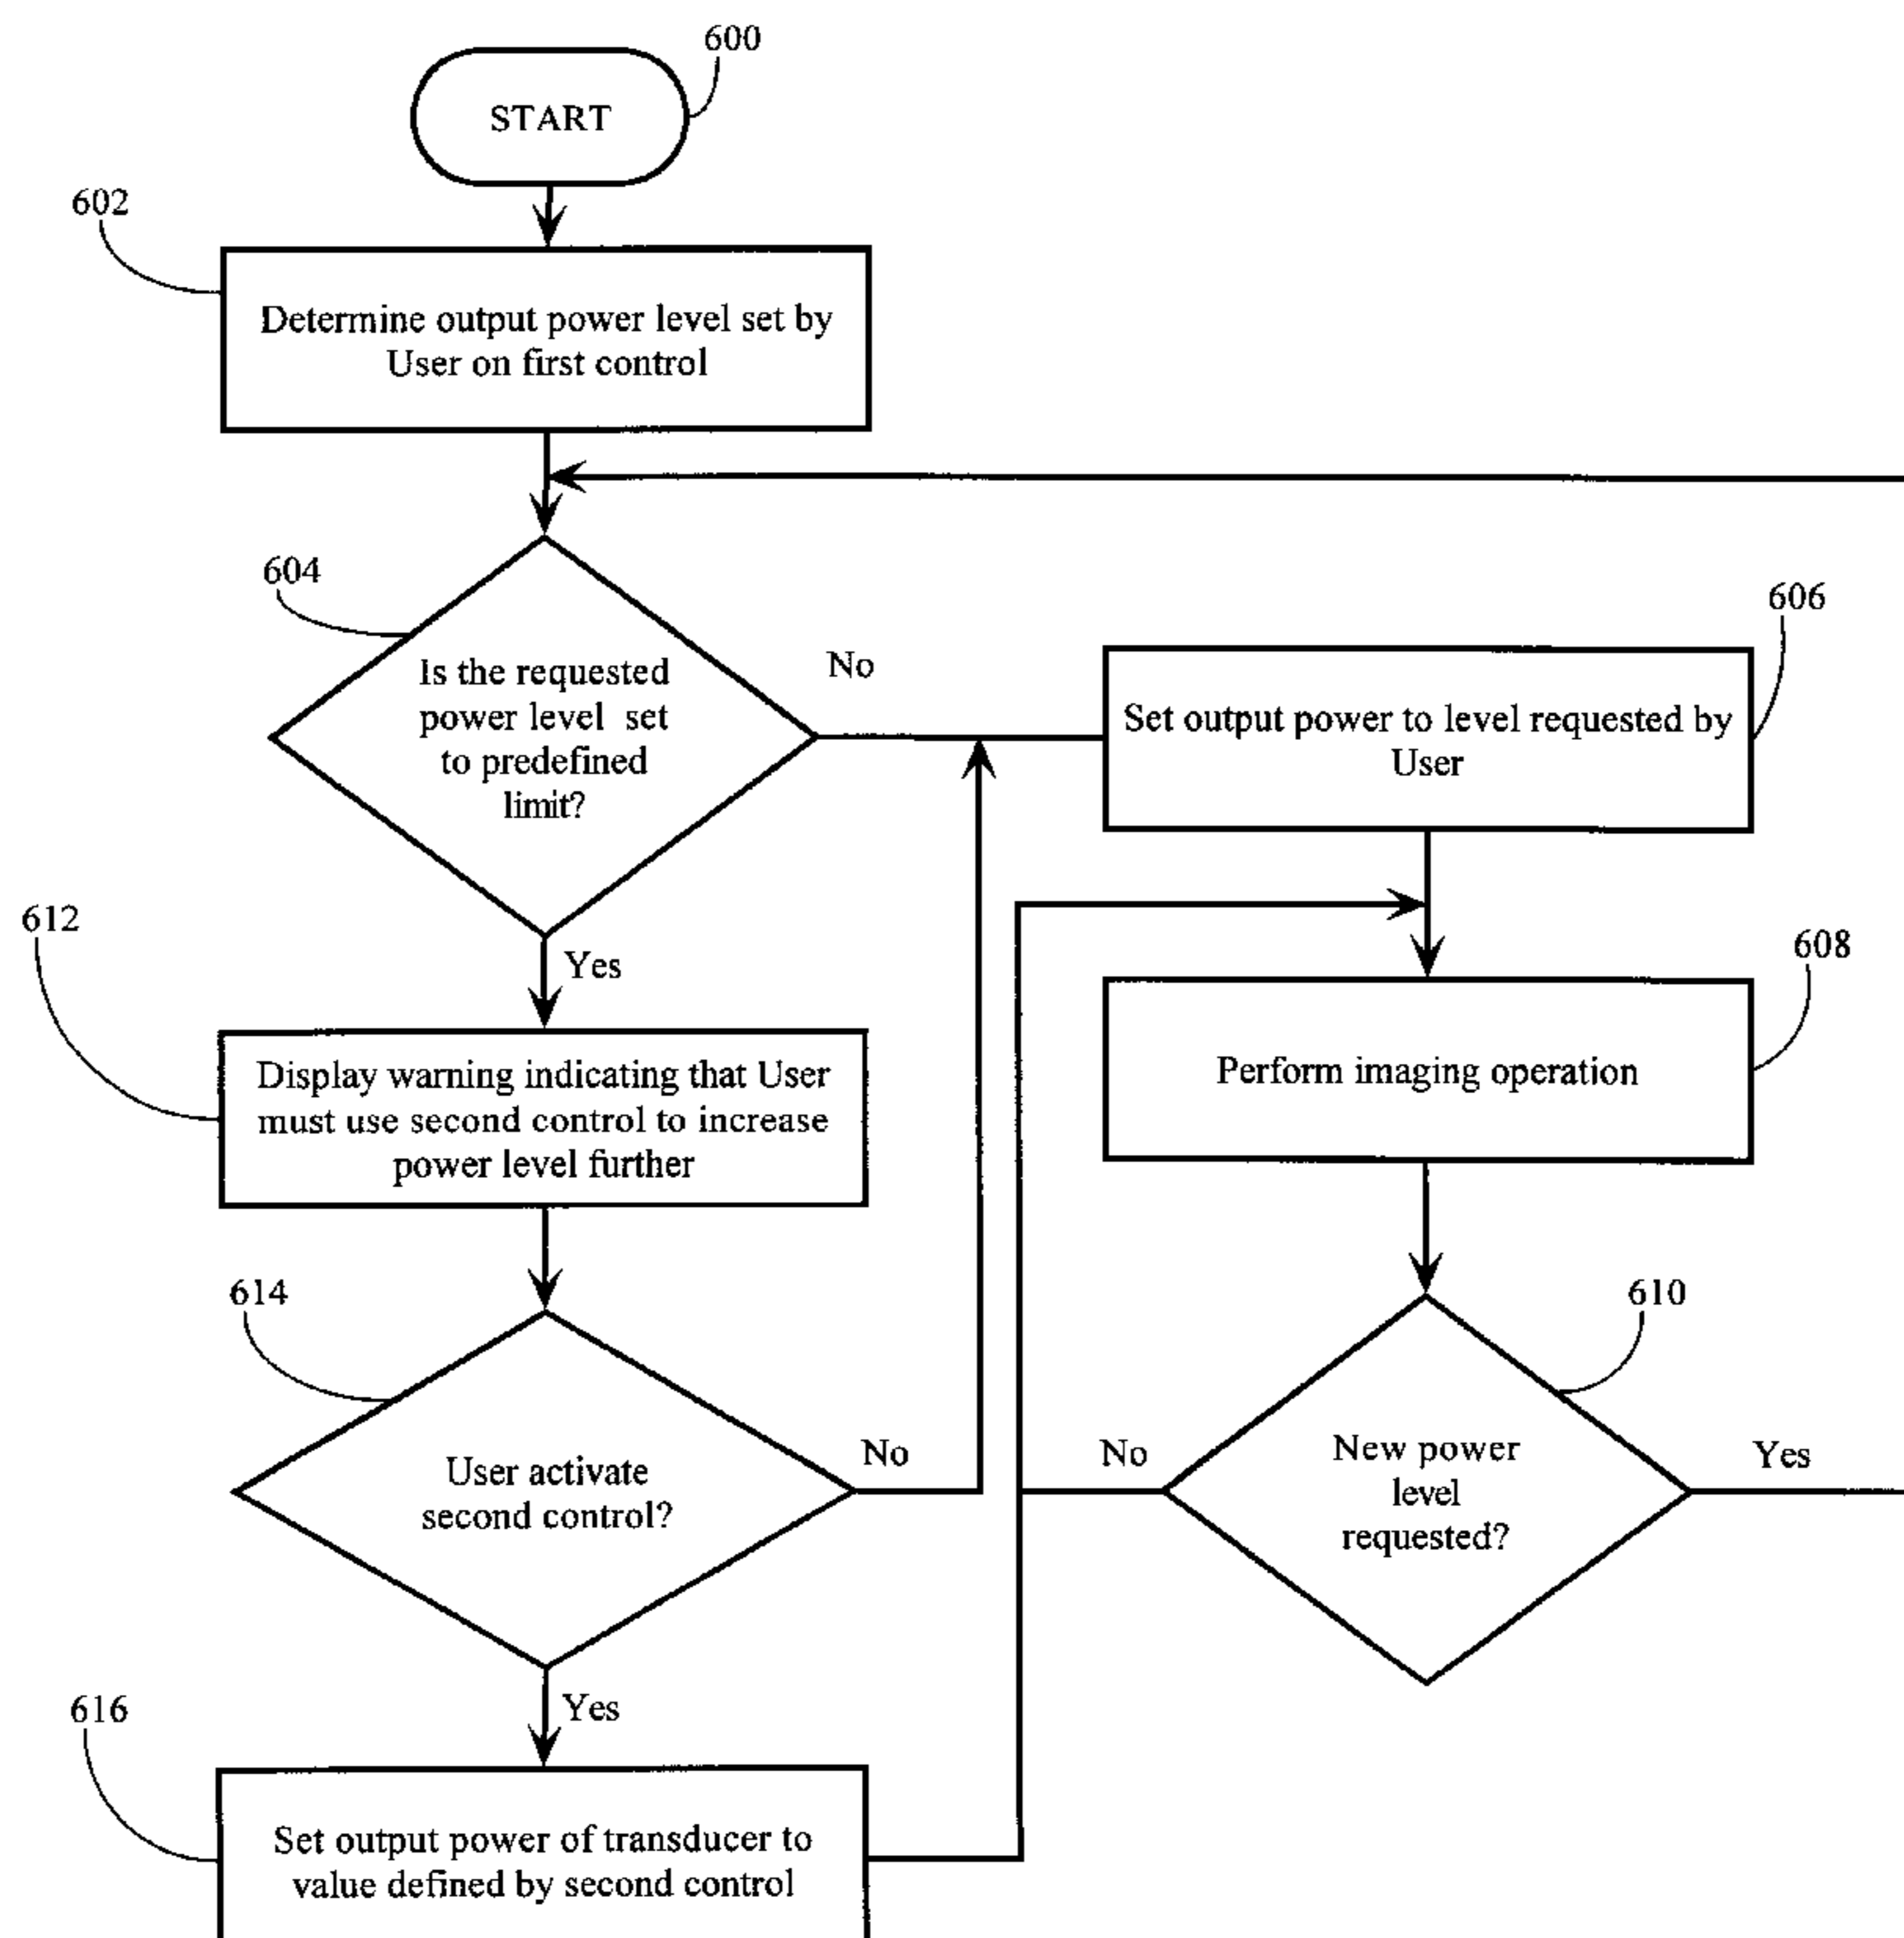 600
START
602
Determine output power level set by
User on first control
604
Is the requested
power level set
to predefined
limit?
No
606
Set output power to level requested by
User
Yes
612
Display warning indicating that User
must use second control to increase
power level further
608
Perform imaging operation
614
User activate
second control?
No
610
New power
level
requested?
No
Yes
Yes
616
Set output power of transducer to
value defined by second control